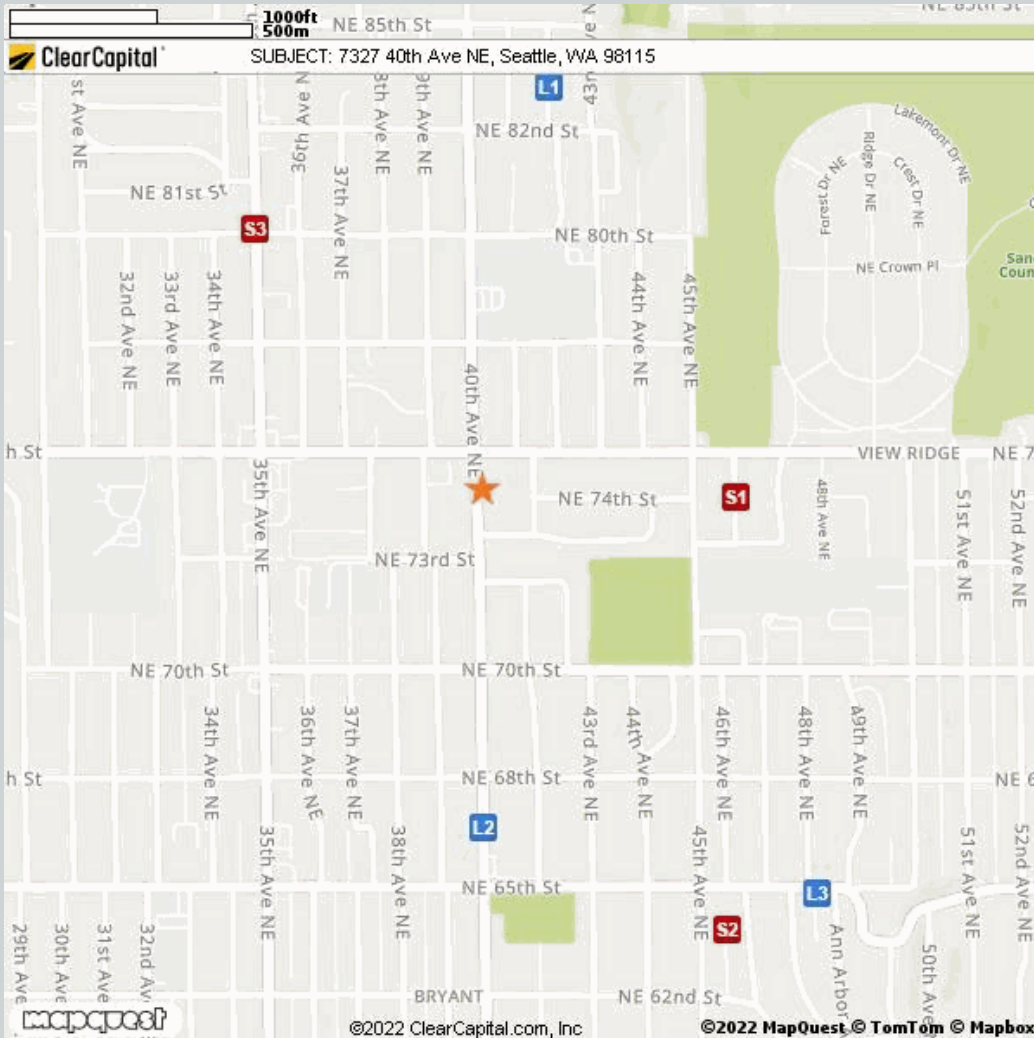 1000ft
500m
NE 85th St
ClearCapital
SUBJECT: 7327 40th Ave NE, Seattle, WA 98115
L1
st Ave NE
36th Ave N
37th Ave NE
8th Ave NE
9th Ave NE
43n
NE 82nd St
NE 81st St
S3
NE 80th St
Lakemont Dr NE
Forest Dr NE
Ridge Dr NE
Crest Dr NE
NE Crown Pl
San
Coun
32nd Ave NE
33rd Ave NE
34th Ave NE
44th Ave NE
45th Ave NE
40th Ave NE
h St
VIEW RIDGE
NE 7
35th Ave NE
NE 74th St
S1
48th Ave NE
51st Ave NE
52nd Ave NE
NE 73rd St
NE 70th St
NE 70th St
34th Ave NE
36th Ave NE
37th Ave NE
43rd Ave NE
44th Ave NE
46th Ave NE
48th Ave NE
49th Ave NE
h St
NE 68th St
NE 6
L2
35th Ave NE
38th Ave NE
45th Ave NE
51st Ave NE
52nd Ave NE
NE 65th St
L3
S2
29th Ave
30th Ave
31st Ave
32nd Av
Ann Arbor
50th Ave
BRYANT
NE 62nd St
mapquest
©2022 ClearCapital.com, Inc
©2022 MapQuest © TomTom © Mapbox